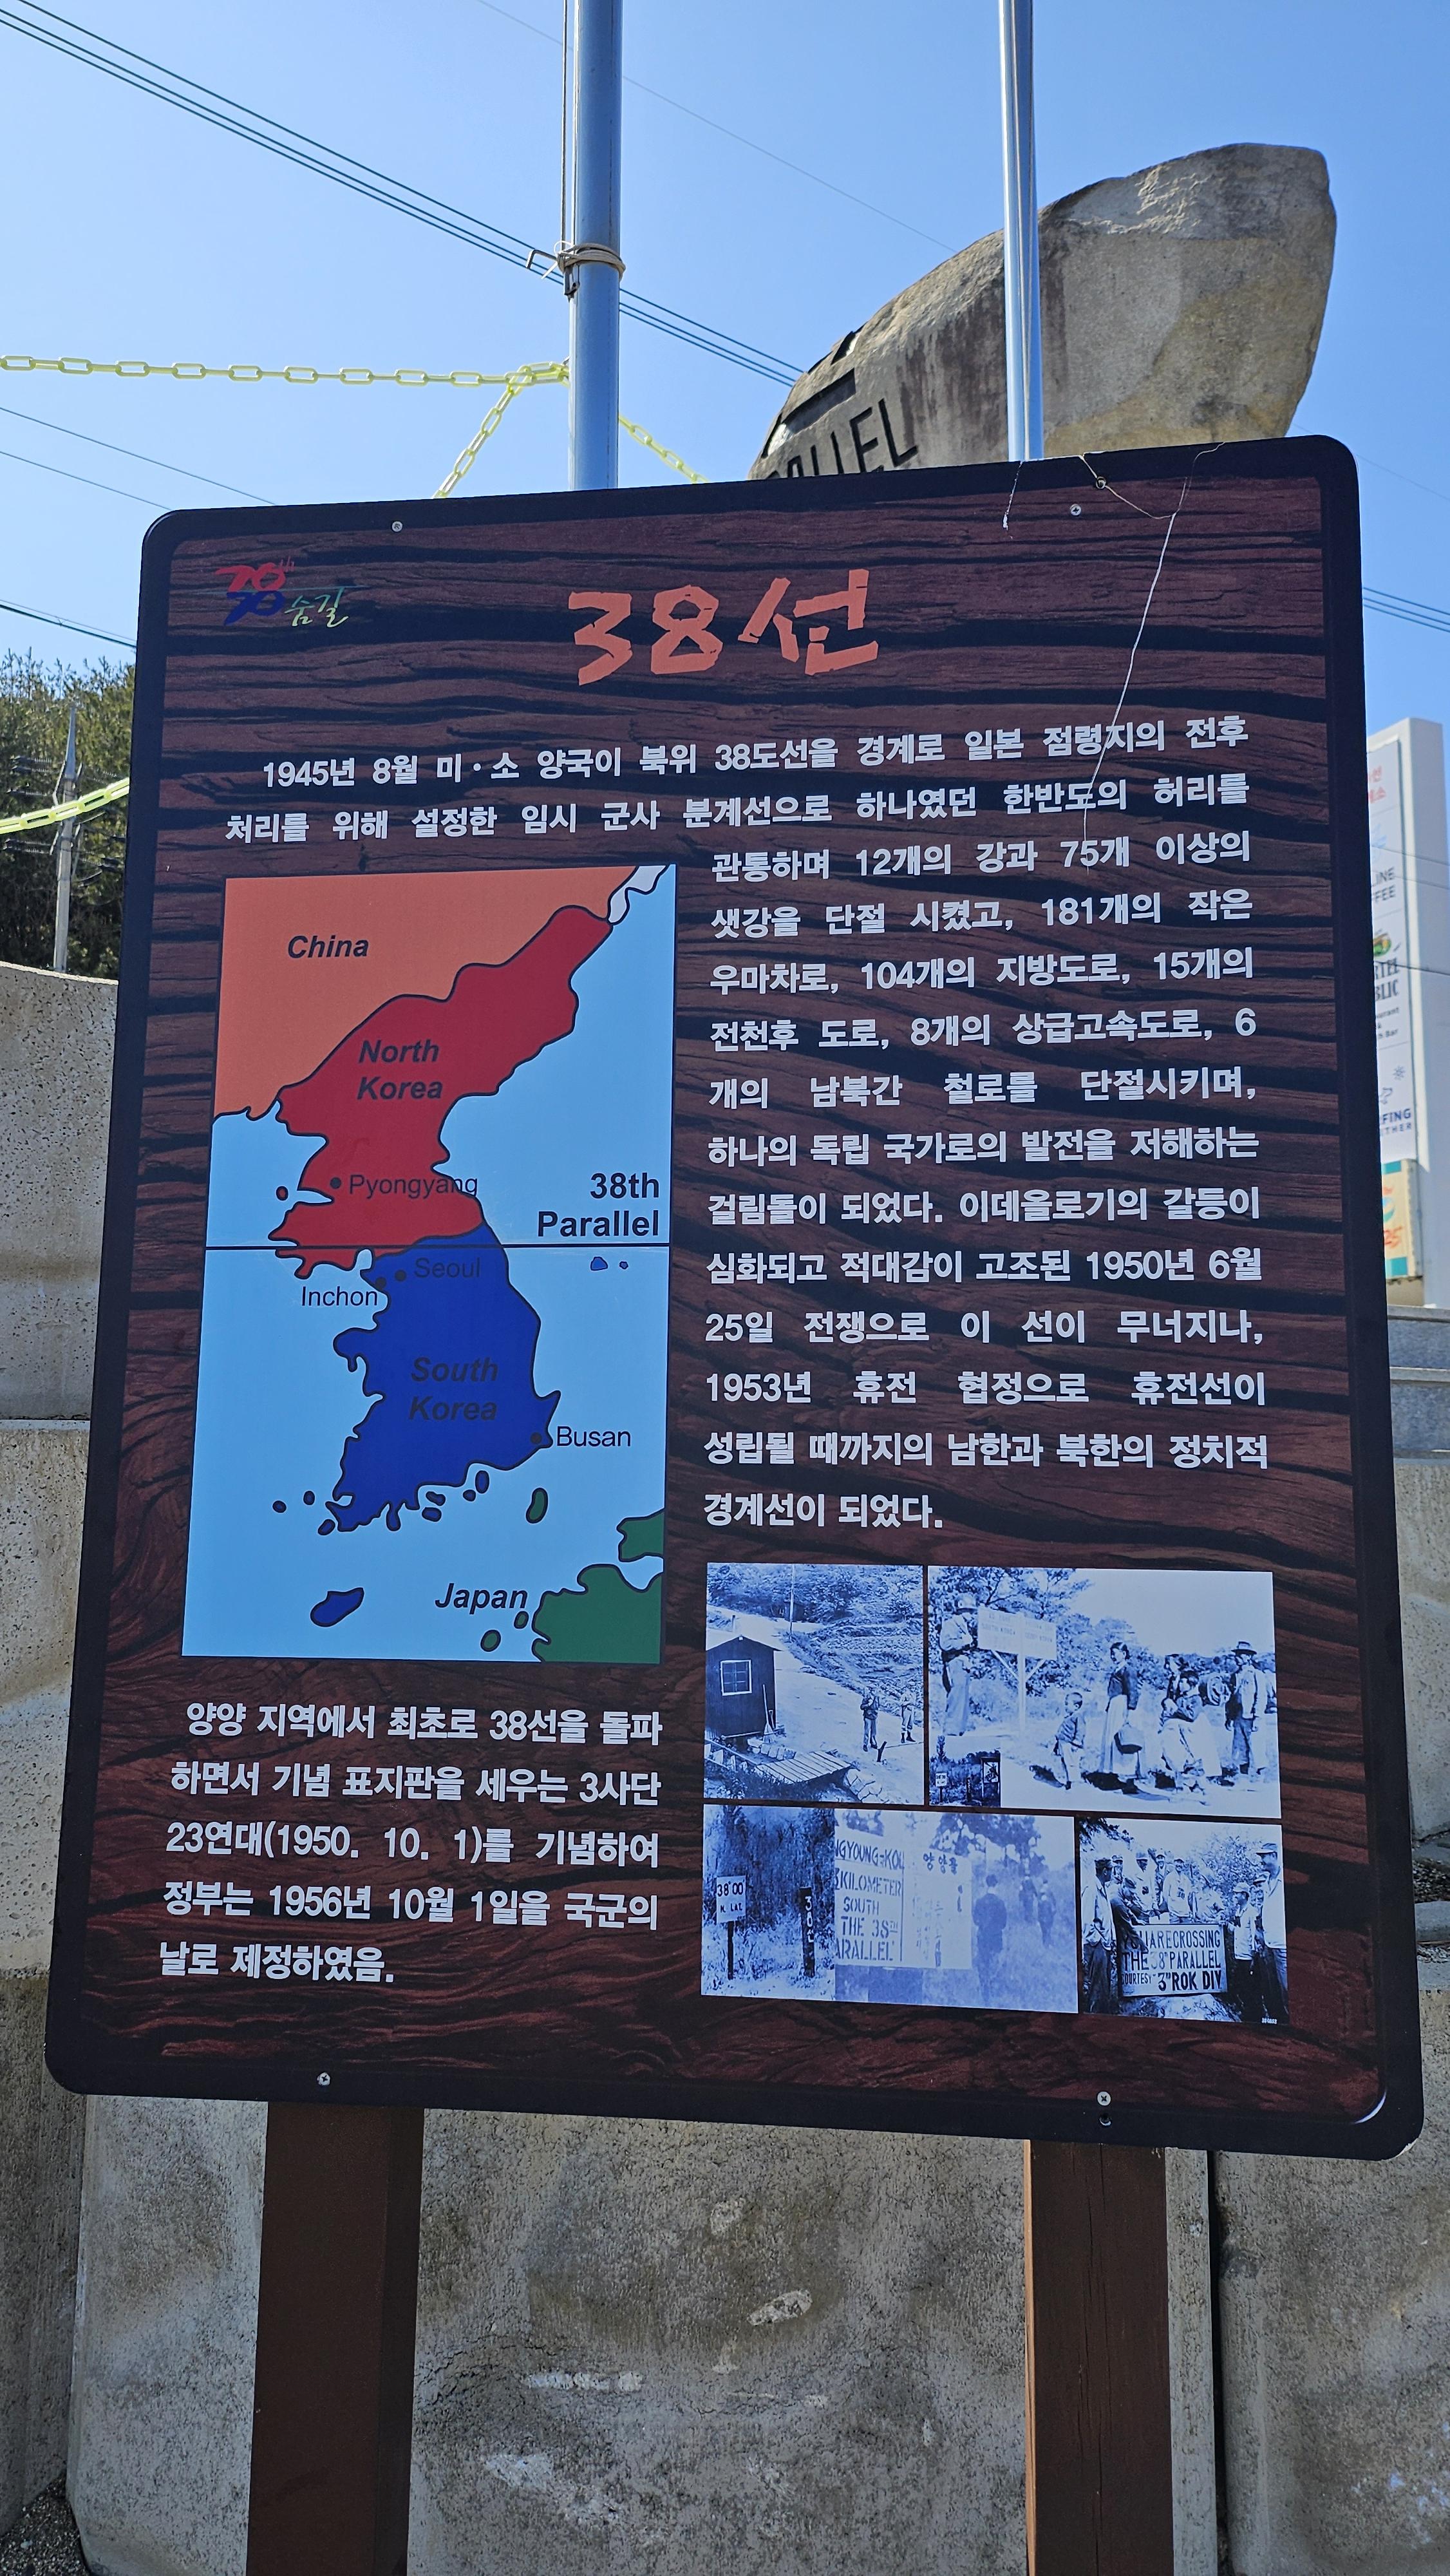 PARALLEL
70th
70 숨길
38선
1945년 8월 미·소 양국이 북위 38도선을 경계로 일본 점령지의 전후
처리를 위해 설정한 임시 군사 분계선으로 하나였던 한반도의 허리를
관통하며 12개의 강과 75개 이상의
샛강을 단절 시켰고, 181개의 작은
우마차로, 104개의 지방도로, 15개의
전천후 도로, 8개의 상급고속도로, 6
개의 남북간 철로를 단절시키며,
하나의 독립 국가로의 발전을 저해하는
걸림돌이 되었다. 이데올로기의 갈등이
심화되고 적대감이 고조된 1950년 6월
25일 전쟁으로 이 선이 무너지나,
1953년 휴전 협정으로 휴전선이
성립될 때까지의 남한과 북한의 정치적
경계선이 되었다.
China
North
Korea
Pyongyang
38th
Parallel
Seoul
Inchon
South
Korea
Busan
Japan
양양 지역에서 최초로 38선을 돌파
하면서 기념 표지판을 세우는 3사단
23연대(1950. 10. 1)를 기념하여
정부는 1956년 10월 1일을 국군의
날로 제정하였음.
38°00
N. LAT.
GYOUNG-KOU
KILOMETER
SOUTH
THE 38TH
ARALLEL
U ARE CROSSING
THE 38TH PARALLEL
COURTESY 3RD ROK DIV